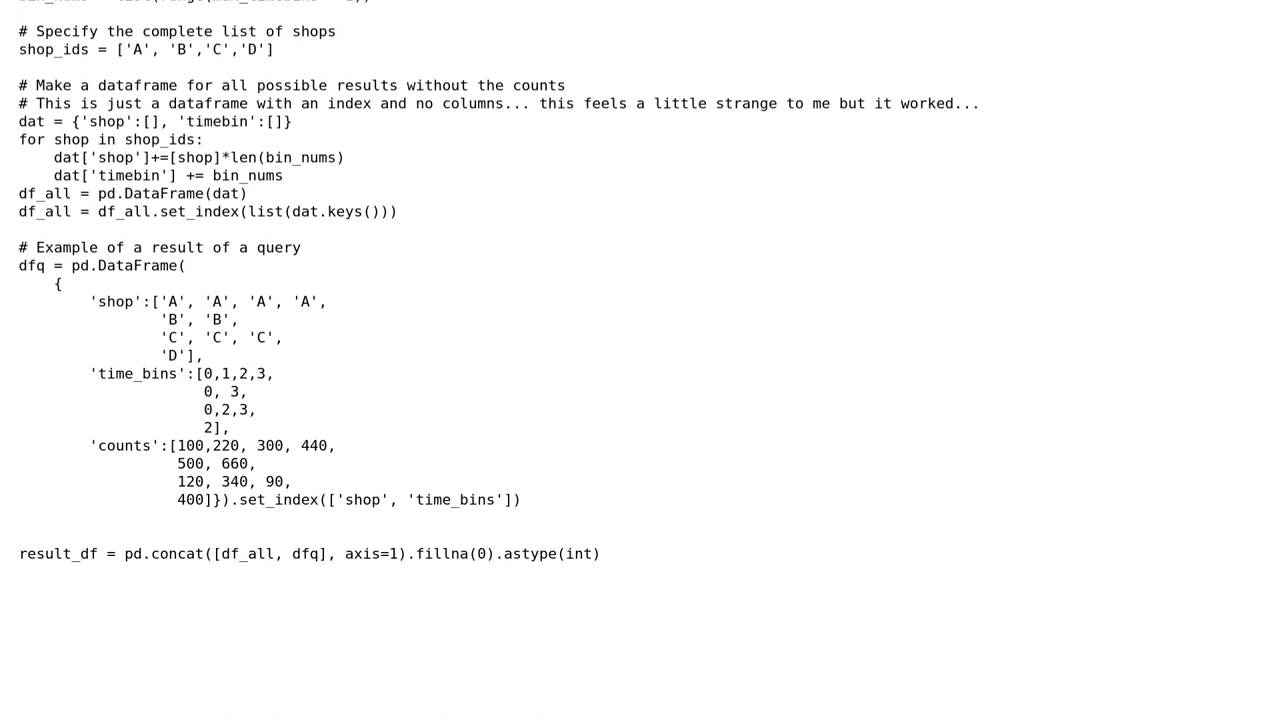 # Specify the complete list of shops
shop_ids = ['A', 'B','C','D']
# Make a dataframe for all possible results without the counts
# This is just a dataframe with an index and no columns... this feels a little strange to me but it worked...
dat = {'shop':[], 'timebin':[]}
for shop in shop_ids:
    dat['shop']+=[shop]*len(bin_nums)
    dat['timebin'] += bin_nums
df_all = pd.DataFrame(dat)
df_all = df_all.set_index(list(dat.keys()))
# Example of a result of a query
dfq = pd.DataFrame(
    {
        'shop':['A', 'A', 'A', 'A',
                'B', 'B',
                'C', 'C', 'C',
                'D'],
        'time_bins':[0,1,2,3,
                     0, 3,
                     0,2,3,
                     2],
        'counts':[100,220, 300, 440,
                  500, 660,
                  120, 340, 90,
                  400]}).set_index(['shop', 'time_bins'])
result_df = pd.concat([df_all, dfq], axis=1).fillna(0).astype(int)